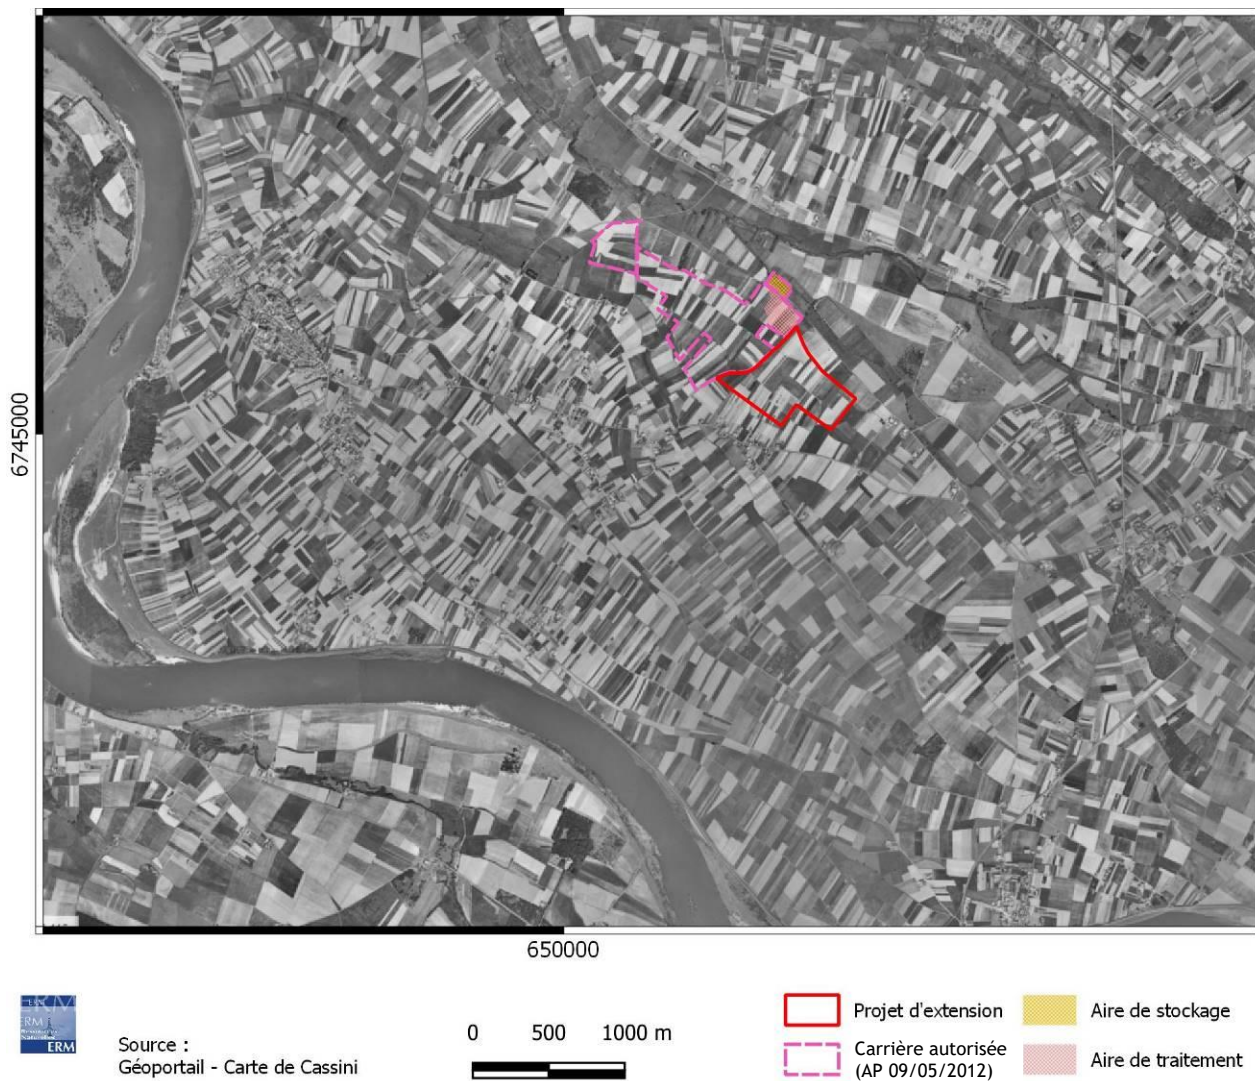 6745000
650000
ERM
Source :
Géoportail - Carte de Cassini
0 500 1000 m
Projet d'extension
Carrière autorisée
(AP 09/05/2012)
Aire de stockage
Aire de traitement